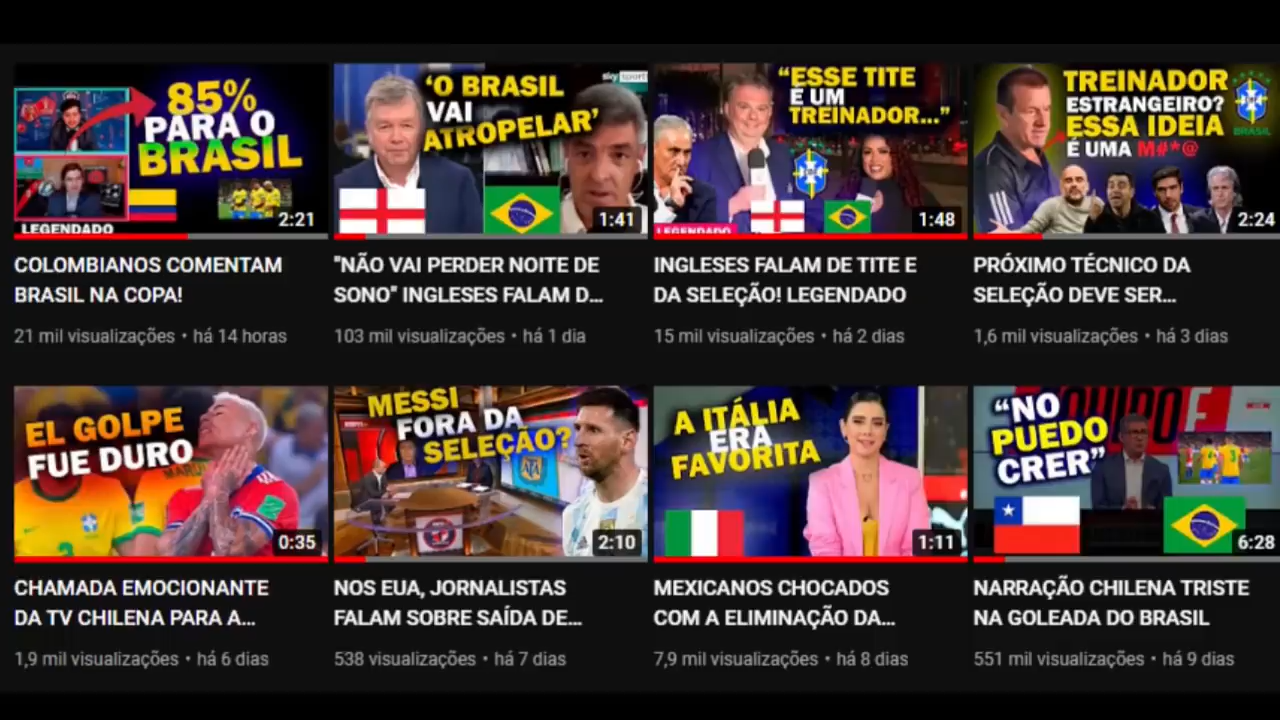 85%
PARA O
BRASIL
2:21
LEGENDADO
COLOMBIANOS COMENTAM
BRASIL NA COPA!
21 mil visualizações • há 14 horas
'O BRASIL
VAI
ATROPELAR'
sky sports
1:41
"NÃO VAI PERDER NOITE DE
SONO" INGLESES FALAM D...
103 mil visualizações • há 1 dia
“ESSE TITE
É UM
TREINADOR...”
1:48
LEGENDADO
INGLESES FALAM DE TITE E
DA SELEÇÃO! LEGENDADO
15 mil visualizações • há 2 dias
TREINADOR
ESTRANGEIRO?
ESSA IDEIA
É UMA M#*@
BRASIL
2:24
PRÓXIMO TÉCNICO DA
SELEÇÃO DEVE SER...
1,6 mil visualizações • há 3 dias
EL GOLPE
FUE DURO
0:35
CHAMADA EMOCIONANTE
DA TV CHILENA PARA A...
1,9 mil visualizações • há 6 dias
MESSI
FORA DA
SELEÇÃO?
AFA
2:10
NOS EUA, JORNALISTAS
FALAM SOBRE SAÍDA DE...
538 visualizações • há 7 dias
A ITÁLIA
ERA
FAVORITA
1:11
MEXICANOS CHOCADOS
COM A ELIMINAÇÃO DA...
7,9 mil visualizações • há 8 dias
“NO
PUEDO
CRER”
6:28
NARRAÇÃO CHILENA TRISTE
NA GOLEADA DO BRASIL
551 mil visualizações • há 9 dias